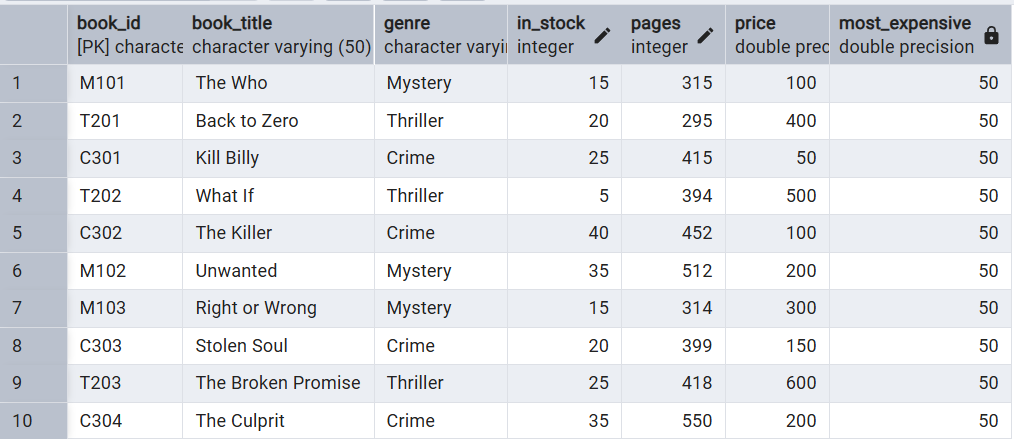 book_id book_title genre in_stock pages price most_expensive
[PK] characte character varying (50) character varyi integer integer double prec double precision
1 M101 The Who Mystery 15 315 100 50
2 T201 Back to Zero Thriller 20 295 400 50
3 C301 Kill Billy Crime 25 415 50 50
4 T202 What If Thriller 5 394 500 50
5 C302 The Killer Crime 40 452 100 50
6 M102 Unwanted Mystery 35 512 200 50
7 M103 Right or Wrong Mystery 15 314 300 50
8 C303 Stolen Soul Crime 20 399 150 50
9 T203 The Broken Promise Thriller 25 418 600 50
10 C304 The Culprit Crime 35 550 200 50